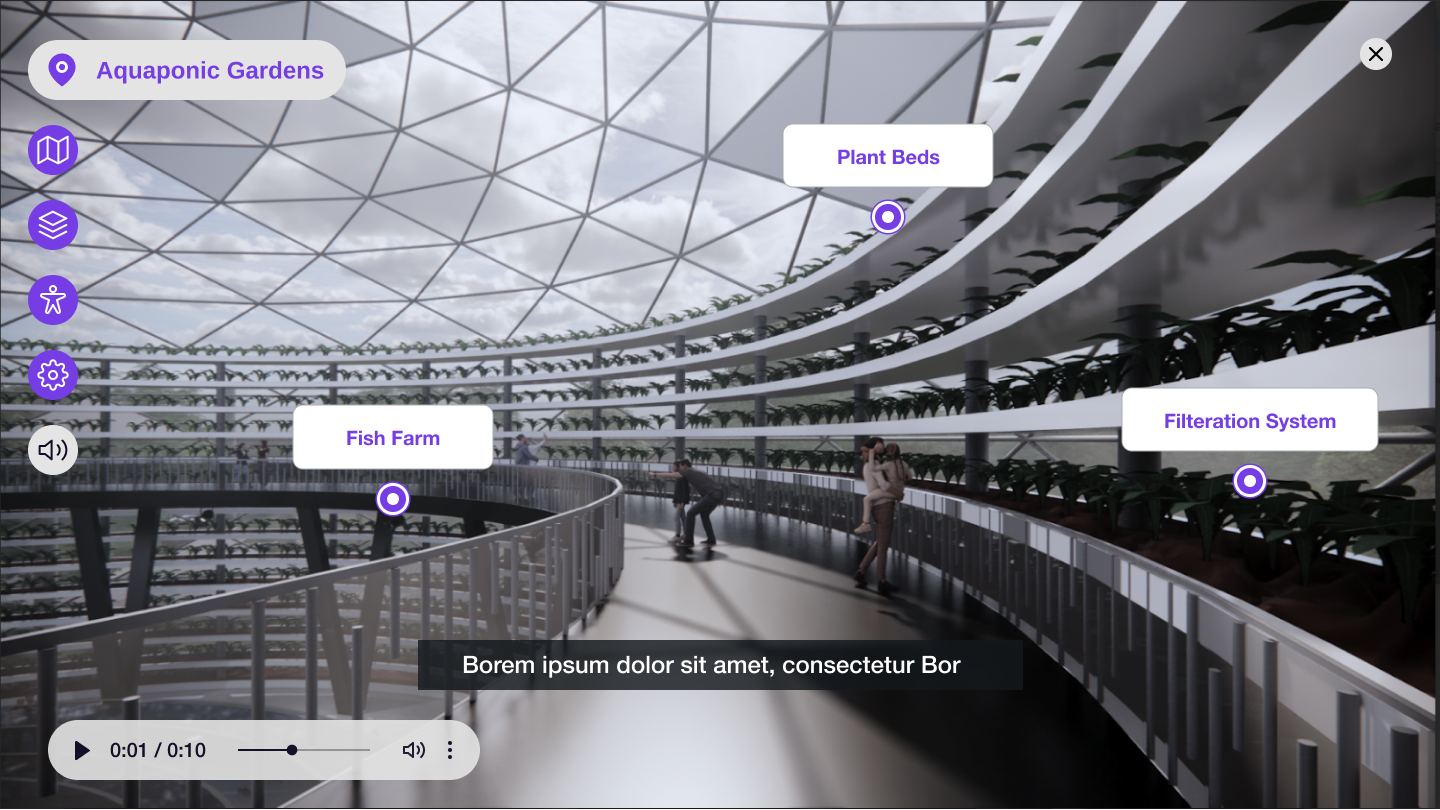 Aquaponic Gardens
Plant Beds
Filteration System
Fish Farm
Borem ipsum dolor sit amet, consectetur Bor
0:01 / 0:10